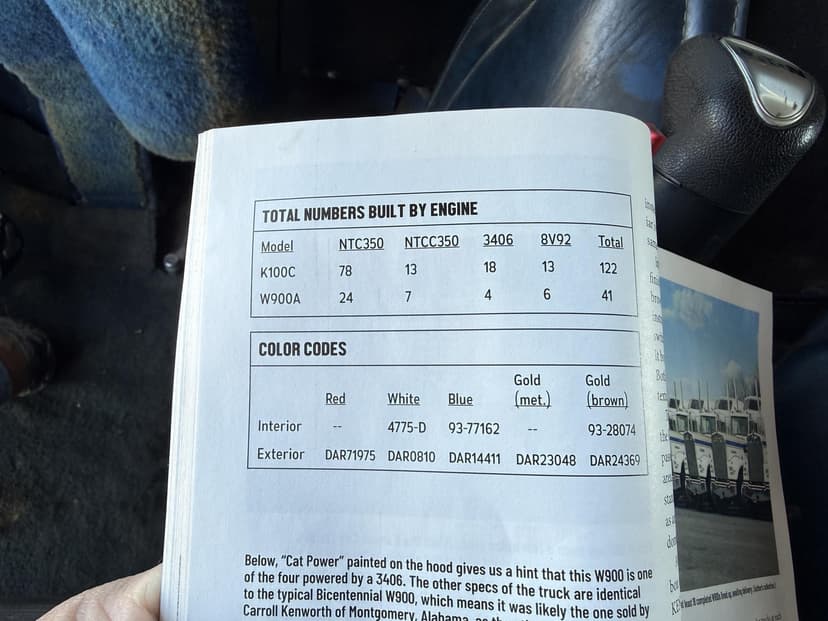 TOTAL NUMBERS BUILT BY ENGINE
Model NTC350 NTCC350 3406 8V92 Total
K100C 78 13 18 13 122
W900A 24 7 4 6 41
COLOR CODES
Gold Gold
Red White Blue (met.) (brown)
Interior -- 4775-D 93-77162 -- 93-28074
Exterior DAR71975 DAR0810 DAR14411 DAR23048 DAR24369
Below, “Cat Power” painted on the hood gives us a hint that this W900 is one
of the four powered by a 3406. The other specs of the truck are identical
to the typical Bicentennial W900, which means it was likely the one sold by
Carroll Kenworth of Montgomery, Alabama,